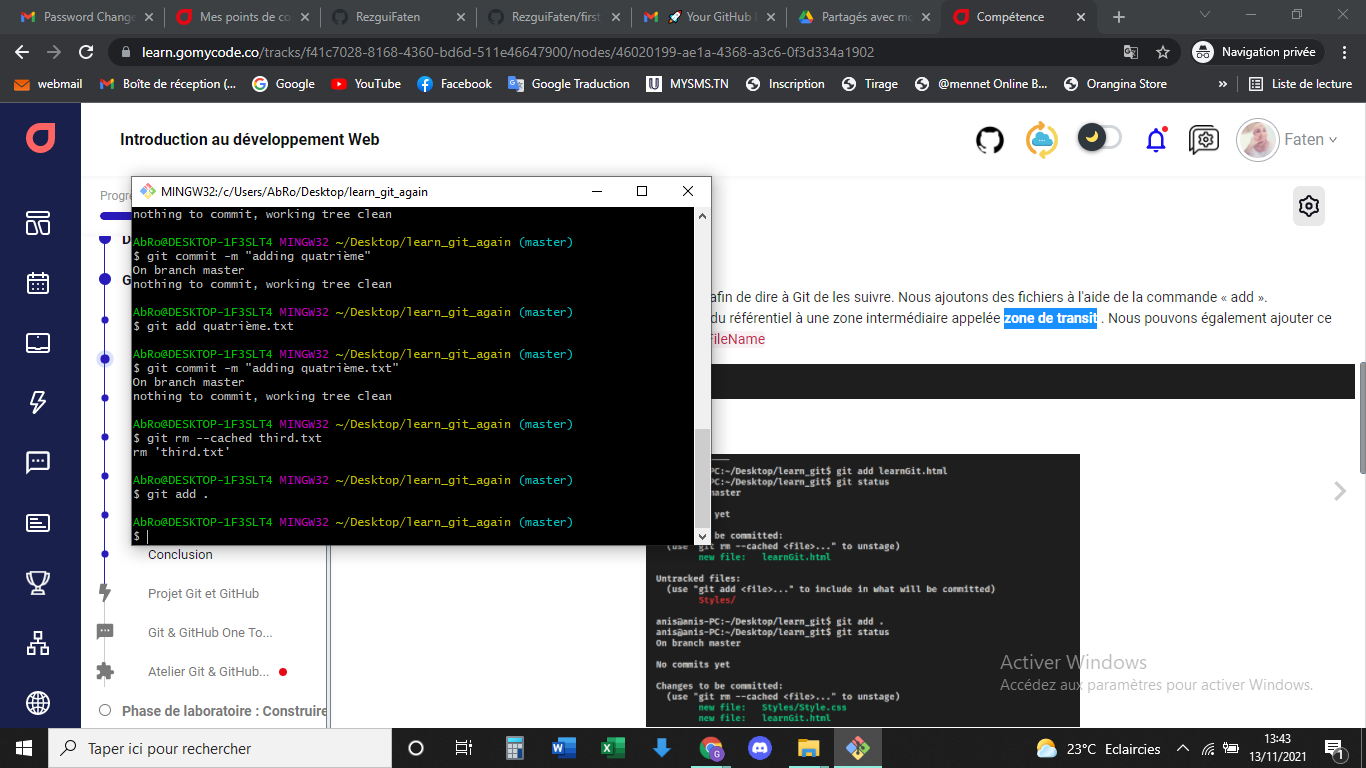 Password Change
Mes points de co
RezguiFaten
RezguiFaten/first
🚀 Your GitHub
Partagés avec mo
Compétence
learn.gomycode.co/tracks/f41c7028-8168-4360-bd6d-511e46647900/nodes/46020199-ae1a-4368-a3c6-0f3d334a1902
Navigation privée
webmail
Boîte de réception (...
Google
YouTube
Facebook
Google Traduction
MYSMS.TN
Inscription
Tirage
@mennet Online B...
Orangina Store
»
Liste de lecture
Introduction au développement Web
Faten
Progre
MINGW32:/c/Users/AbRo/Desktop/learn_git_again
nothing to commit, working tree clean
AbRo@DESKTOP-1F3SLT4 MINGW32 ~/Desktop/learn_git_again (master)
$ git commit -m "adding quatrième"
On branch master
nothing to commit, working tree clean
AbRo@DESKTOP-1F3SLT4 MINGW32 ~/Desktop/learn_git_again (master)
$ git add quatrième.txt
AbRo@DESKTOP-1F3SLT4 MINGW32 ~/Desktop/learn_git_again (master)
$ git commit -m "adding quatrième.txt"
On branch master
nothing to commit, working tree clean
AbRo@DESKTOP-1F3SLT4 MINGW32 ~/Desktop/learn_git_again (master)
$ git rm --cached third.txt
rm 'third.txt'
AbRo@DESKTOP-1F3SLT4 MINGW32 ~/Desktop/learn_git_again (master)
$ git add .
AbRo@DESKTOP-1F3SLT4 MINGW32 ~/Desktop/learn_git_again (master)
$
D
G
afin de dire à Git de les suivre. Nous ajoutons des fichiers à l'aide de la commande « add ».
du référentiel à une zone intermédiaire appelée zone de transit . Nous pouvons également ajouter ce
FileName
PC:~/Desktop/learn_git$ git add learnGit.html
PC:~/Desktop/learn_git$ git status
master
yet
be committed:
(use "git rm --cached <file>..." to unstage)
new file: learnGit.html
Untracked files:
(use "git add <file>..." to include in what will be committed)
Styles/
anis@anis-PC:~/Desktop/learn_git$ git add .
anis@anis-PC:~/Desktop/learn_git$ git status
On branch master
No commits yet
Changes to be committed:
(use "git rm --cached <file>..." to unstage)
new file: Styles/Style.css
new file: learnGit.html
Conclusion
Projet Git et GitHub
Git & GitHub One To...
Atelier Git & GitHub...
Phase de laboratoire : Construire
Activer Windows
Accédez aux paramètres pour activer Windows.
Taper ici pour rechercher
23°C Eclaircies
13:43
13/11/2021
1